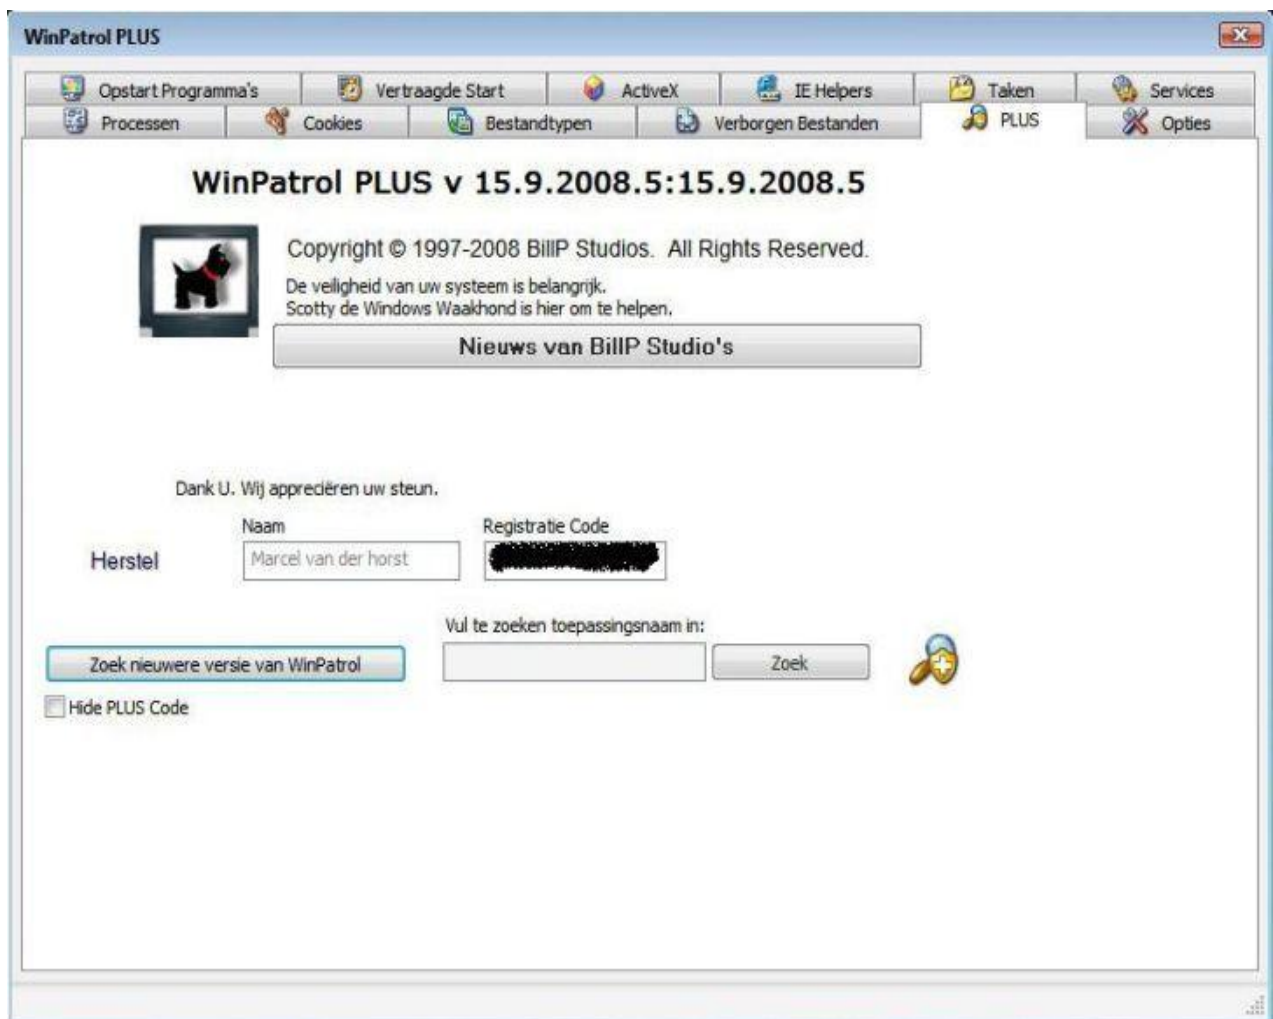 WinPatrol PLUS
Opstart Programma's Vertraagde Start ActiveX IE Helpers Taken Services
Processen Cookies Bestandtypen Verborgen Bestanden PLUS Opties
WinPatrol PLUS v 15.9.2008.5:15.9.2008.5
Copyright © 1997-2008 BillP Studios. All Rights Reserved.
De veiligheid van uw systeem is belangrijk.
Scotty de Windows Waakhond is hier om te helpen.
Nieuws van BillP Studio's
Dank U. Wij appreciëren uw steun.
Naam Registratie Code
Herstel Marcel van der horst
Vul te zoeken toepassingsnaam in:
Zoek nieuwere versie van WinPatrol Zoek
Hide PLUS Code